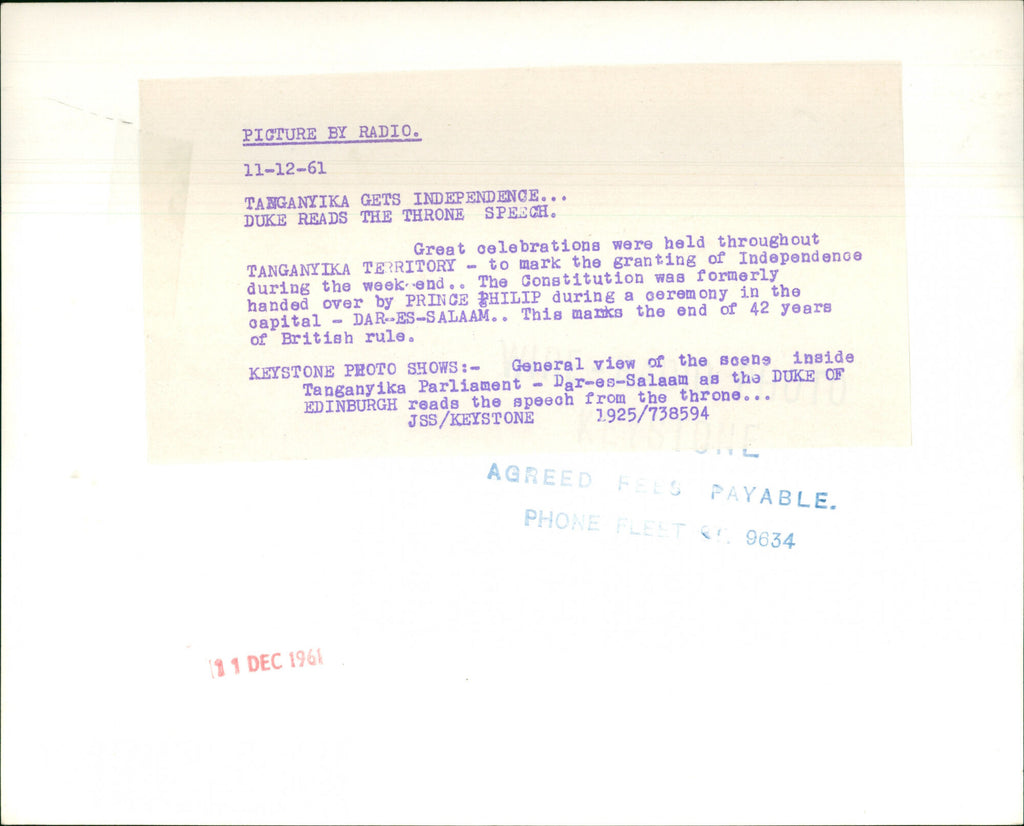 PICTURE BY RADIO.
11-12-61
TANGANYIKA GETS INDEPENDENCE...
DUKE READS THE THRONE SPEECH.
Great celebrations were held throughout
TANGANYIKA TERRITORY - to mark the granting of Independence
during the week-end.. The Constitution was formerly
handed over by PRINCE PHILIP during a ceremony in the
capital - DAR-ES-SALAAM.. This marks the end of 42 years
of British rule.
KEYSTONE PHOTO SHOWS:- General view of the scene inside
Tanganyika Parliament - Dar-es-Salaam as the DUKE OF
EDINBURGH reads the speech from the throne...
JSS/KEYSTONE 1925/738594
KEYSTONE
AGREED FEES PAYABLE.
PHONE FLEET ST. 9634
11 DEC 1961